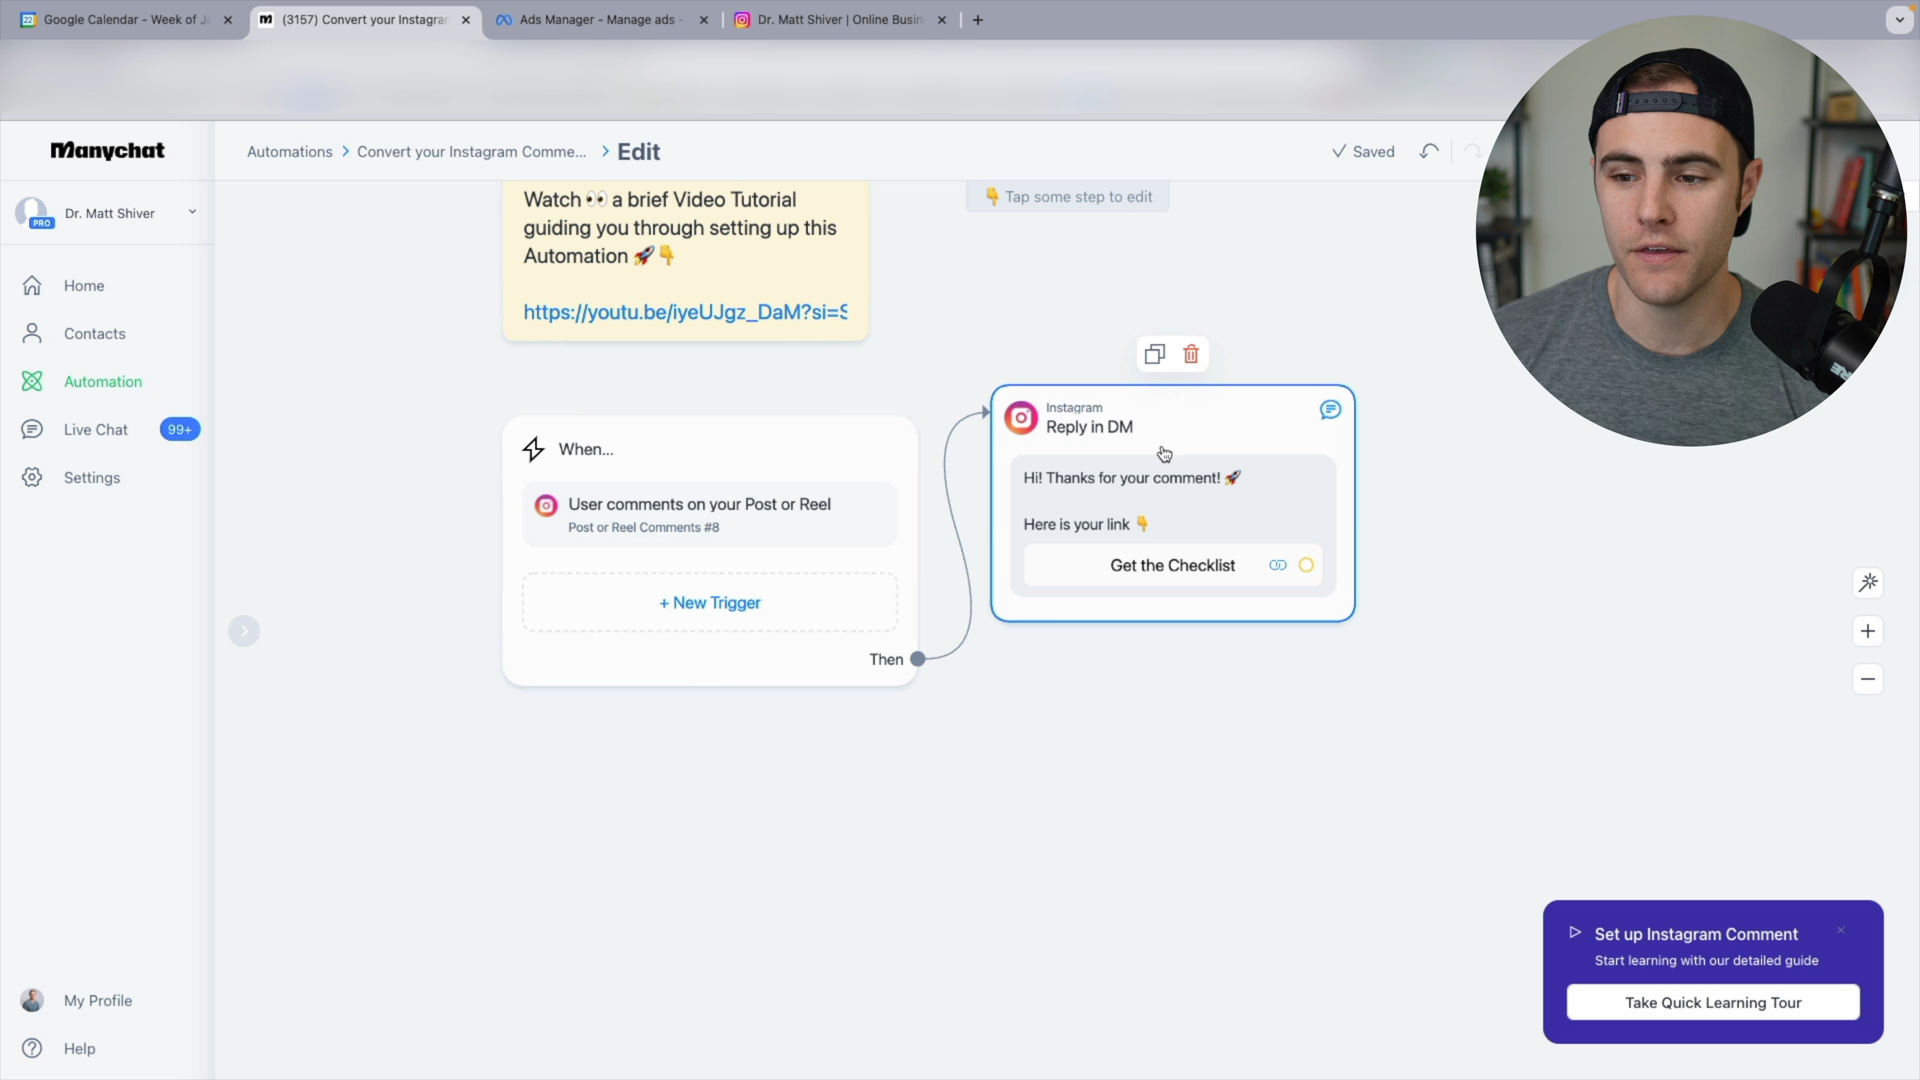 Google Calendar - Week of Ja
(3157) Convert your Instagram
Ads Manager - Manage ads -
Dr. Matt Shiver | Online Busin
Manychat
Automations > Convert your Instagram Comme... > Edit
Saved
PRO
Dr. Matt Shiver
Home
Contacts
Automation
Live Chat 99+
Settings
My Profile
Help
Watch 👀 a brief Video Tutorial
guiding you through setting up this
Automation 🚀👇
https://youtu.be/iyeUJgz_DaM?si=S
👇 Tap some step to edit
When...
User comments on your Post or Reel
Post or Reel Comments #8
+ New Trigger
Then
Instagram
Reply in DM
Hi! Thanks for your comment! 🚀
Here is your link 👇
Get the Checklist
Set up Instagram Comment
Start learning with our detailed guide
Take Quick Learning Tour